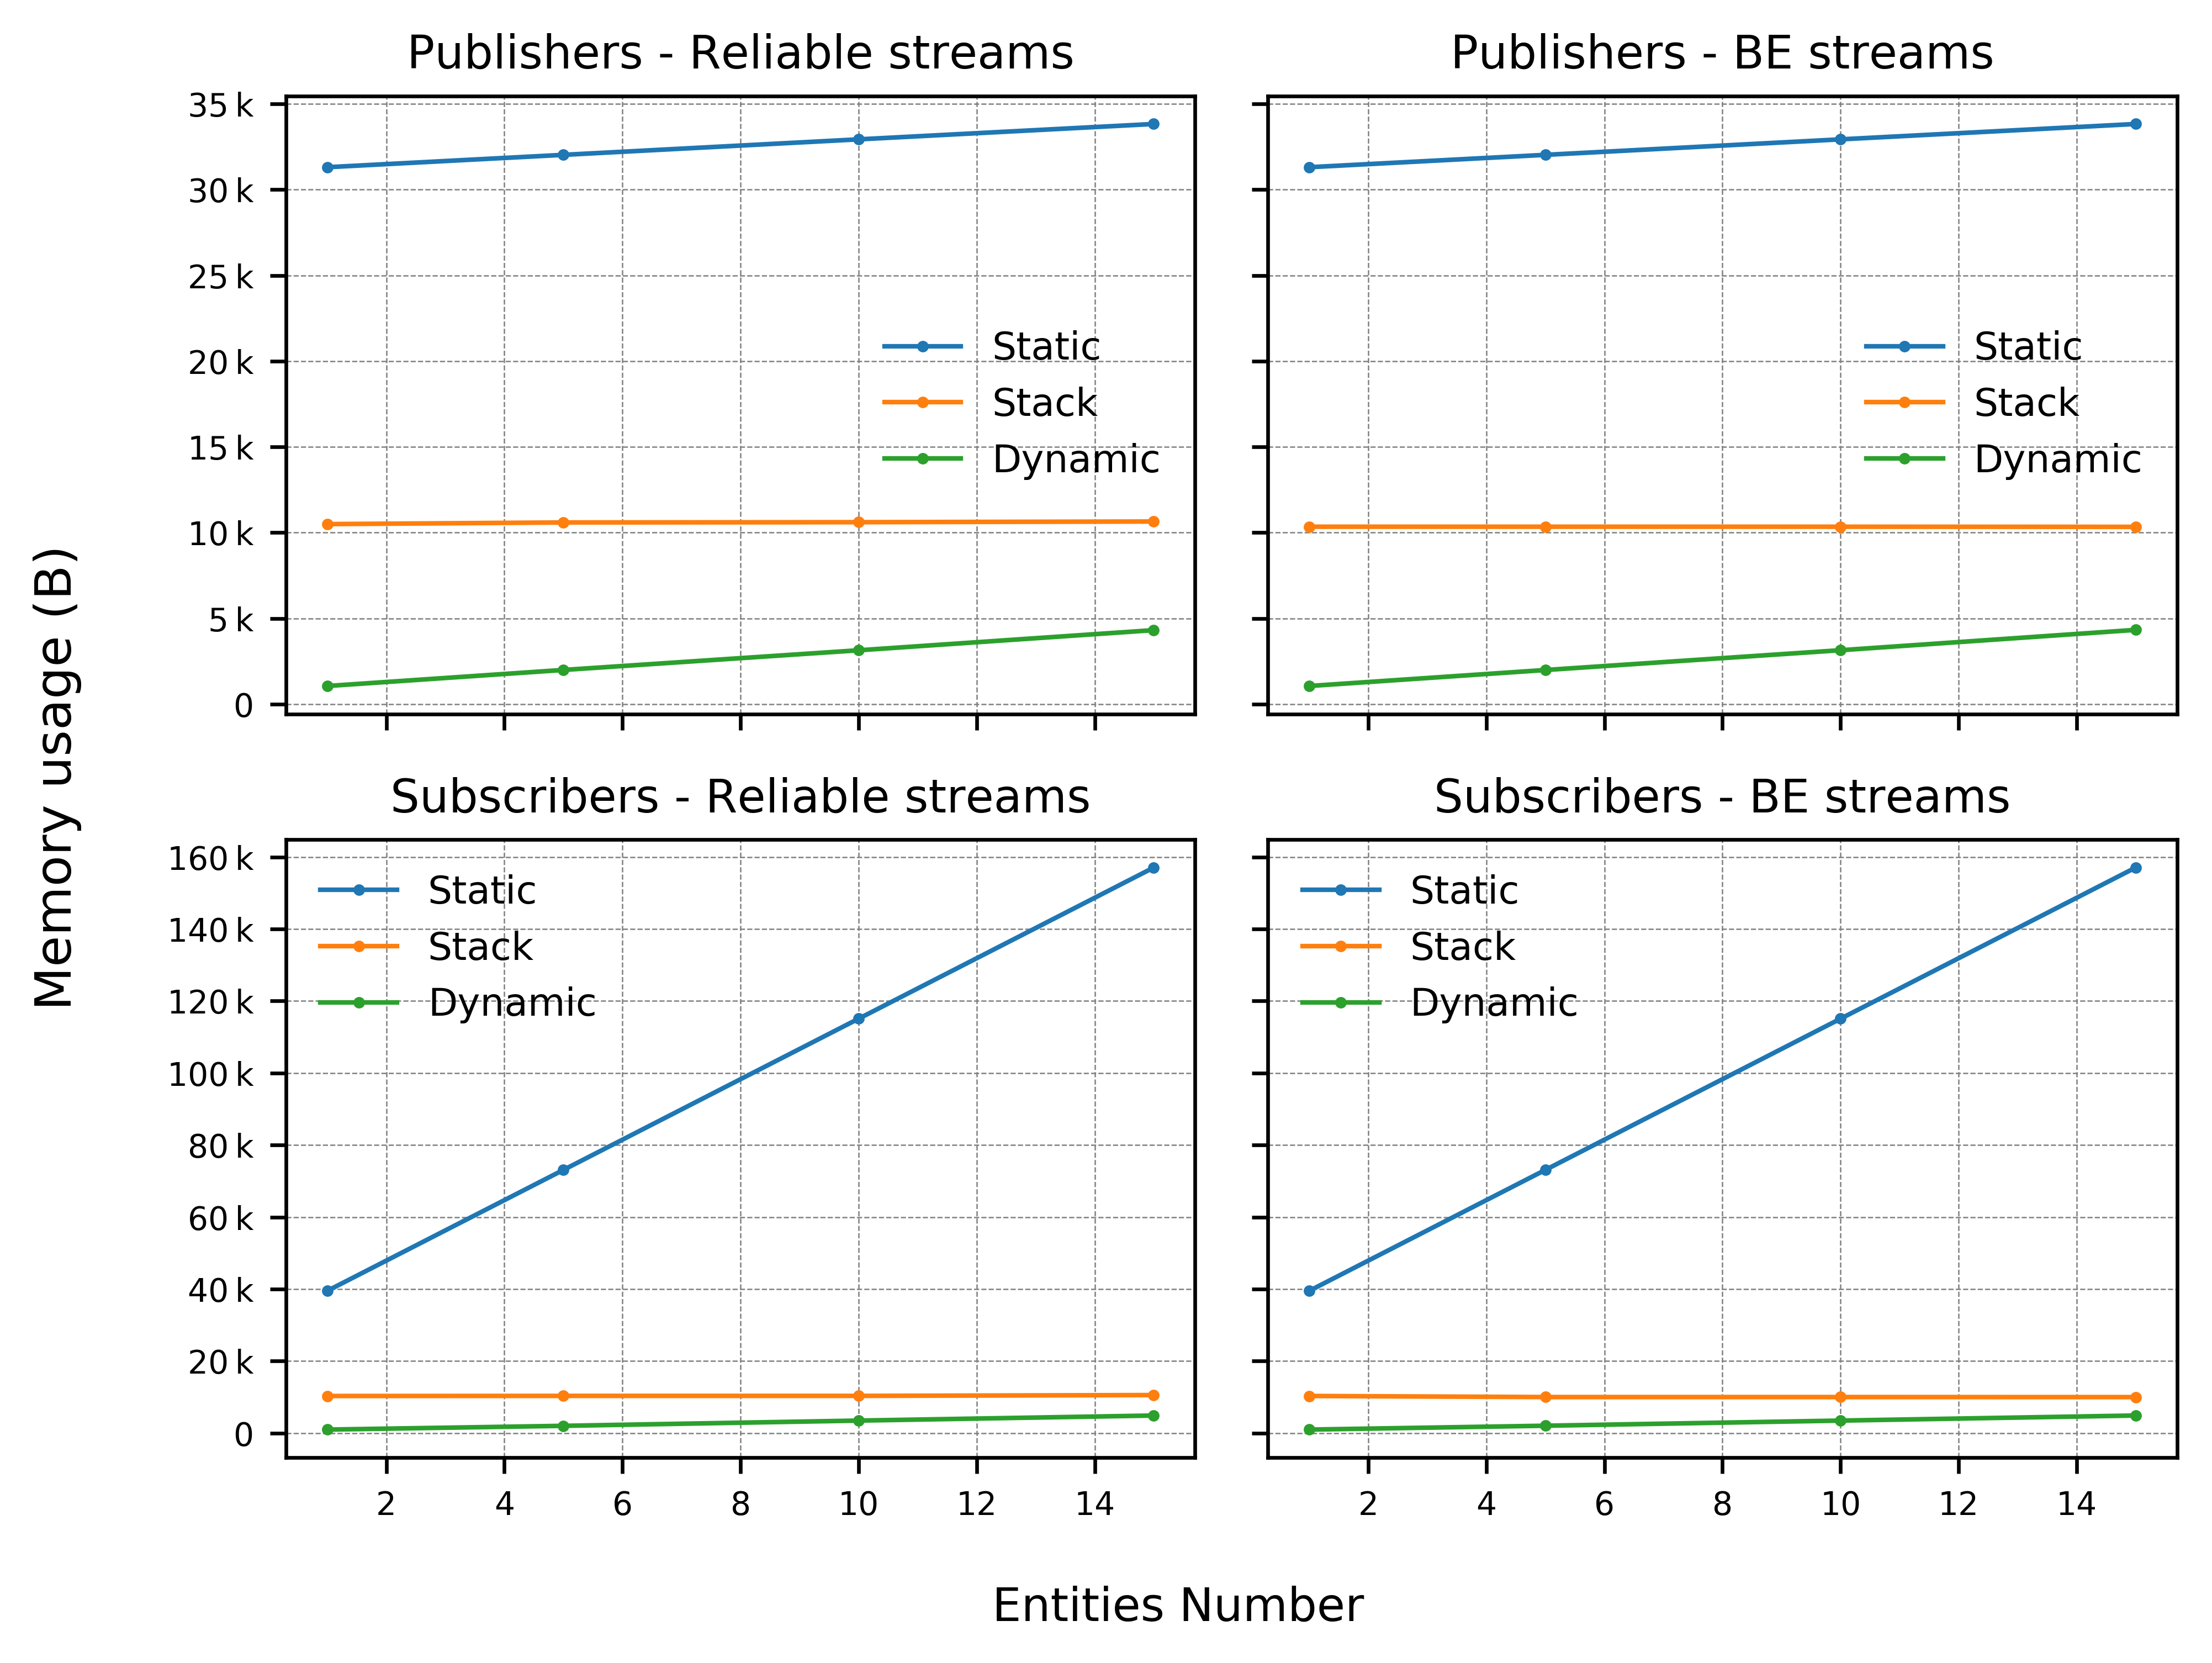 Publishers - Reliable streams
Publishers - BE streams
35 k
30 k
25 k
20 k
15 k
10 k
5 k
0
Static
Stack
Dynamic
Static
Stack
Dynamic
Memory usage (B)
Subscribers - Reliable streams
Subscribers - BE streams
160 k
140 k
120 k
100 k
80 k
60 k
40 k
20 k
0
Static
Stack
Dynamic
Static
Stack
Dynamic
2 4 6 8 10 12 14
2 4 6 8 10 12 14
Entities Number